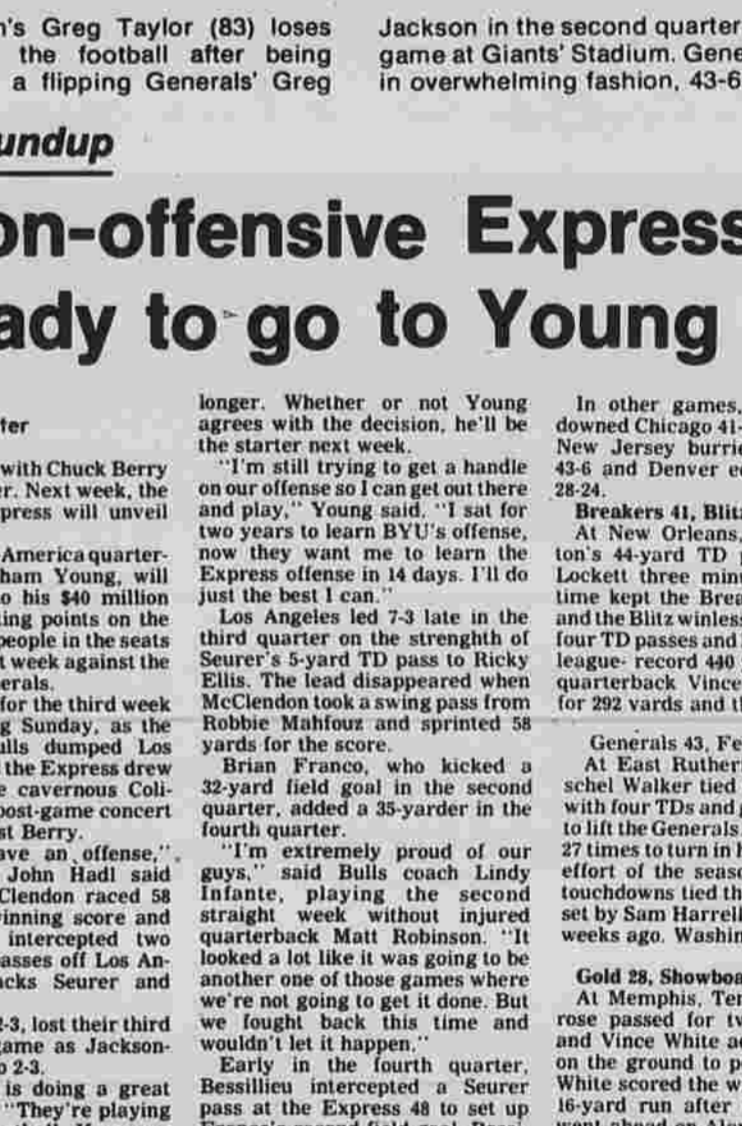 n's Greg Taylor (83) loses
the football after being
a flipping Generals' Greg
Jackson in the second quarter
game at Giants' Stadium. Gene
in overwhelming fashion, 43-6
undup
on-offensive Express
ady to go to Young
ter
with Chuck Berry
er. Next week, the
press will unveil
America quarter-
ham Young, will
o his $40 million
ing points on the
people in the seats
t week against the
erals.
for the third week
g Sunday, as the
ulls dumped Los
the Express drew
e cavernous Coli-
post-game concert
st Berry.
ave an offense,"
John Hadl said
Clendon raced 58
vinning score and
intercepted two
asses off Los An-
acks Seurer and
2-3, lost their third
game as Jackson-
o 2-3.
is doing a great
"They're playing
longer. Whether or not Young
agrees with the decision, he'll be
the starter next week.
"I'm still trying to get a handle
on our offense so I can get out there
and play," Young said. "I sat for
two years to learn BYU's offense,
now they want me to learn the
Express offense in 14 days. I'll do
just the best I can."
Los Angeles led 7-3 late in the
third quarter on the strenghth of
Seurer's 5-yard TD pass to Ricky
Ellis. The lead disappeared when
McClendon took a swing pass from
Robbie Mahfouz and sprinted 58
yards for the score.
Brian Franco, who kicked a
32-yard field goal in the second
quarter, added a 35-yarder in the
fourth quarter.
"I'm extremely proud of our
guys," said Bulls coach Lindy
Infante, playing the second
straight week without injured
quarterback Matt Robinson. "It
looked a lot like it was going to be
another one of those games where
we're not going to get it done. But
we fought back this time and
wouldn't let it happen."
Early in the fourth quarter,
Bessillieu intercepted a Seurer
pass at the Express 48 to set up
In other games,
downed Chicago 41-
New Jersey burrie
43-6 and Denver ed
28-24.
Breakers 41, Blitz
At New Orleans,
ton's 44-yard TD p
Lockett three minu
time kept the Brea
and the Blitz winless
four TD passes and
league- record 440
quarterback Vince
for 292 yards and th
Generals 43, Fe
At East Ruther
schel Walker tied
with four TDs and g
to lift the Generals.
27 times to turn in h
effort of the seaso
touchdowns tied th
set by Sam Harrell
weeks ago. Washin
Gold 28, Showboa
At Memphis, Ten
rose passed for tw
and Vince White ad
on the ground to p
White scored the w
16-yard run after